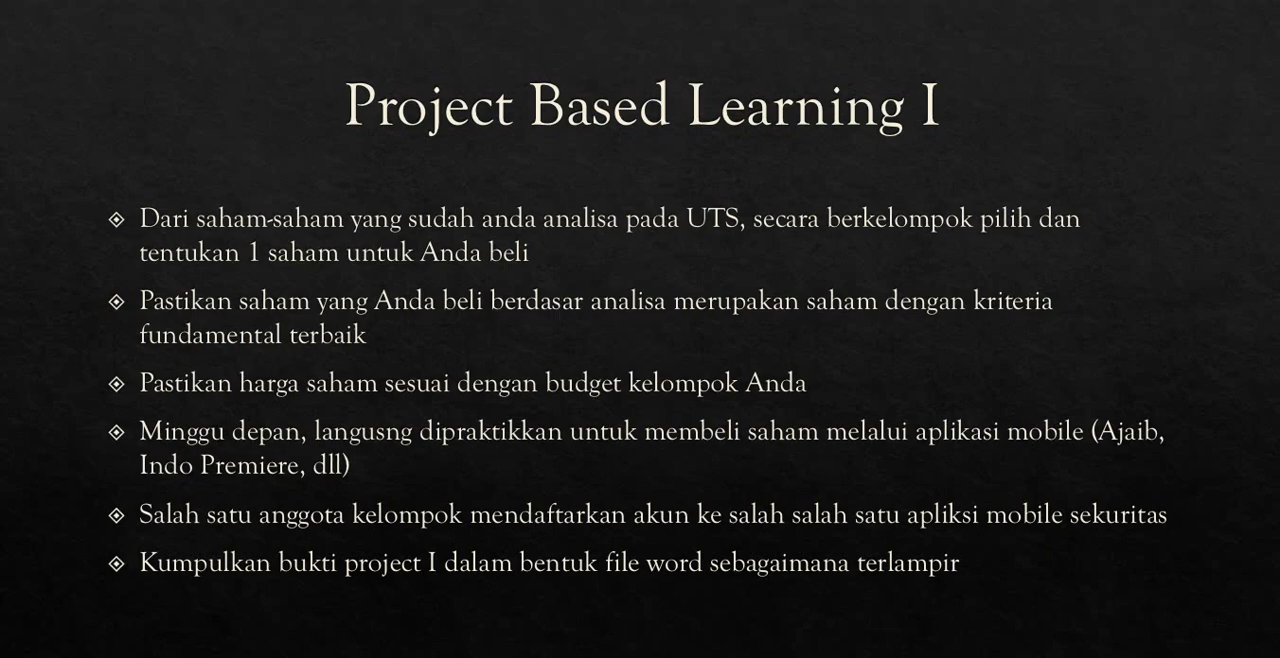 Project Based Learning I
Dari saham-saham yang sudah anda analisa pada UTS, secara berkelompok pilih dan
tentukan 1 saham untuk Anda beli
Pastikan saham yang Anda beli berdasar analisa merupakan saham dengan kriteria
fundamental terbaik
Pastikan harga saham sesuai dengan budget kelompok Anda
Minggu depan, langusng dipraktikkan untuk membeli saham melalui aplikasi mobile (Ajaib,
Indo Premiere, dll)
Salah satu anggota kelompok mendaftarkan akun ke salah salah satu apliksi mobile sekuritas
Kumpulkan bukti project I dalam bentuk file word sebagaimana terlampir